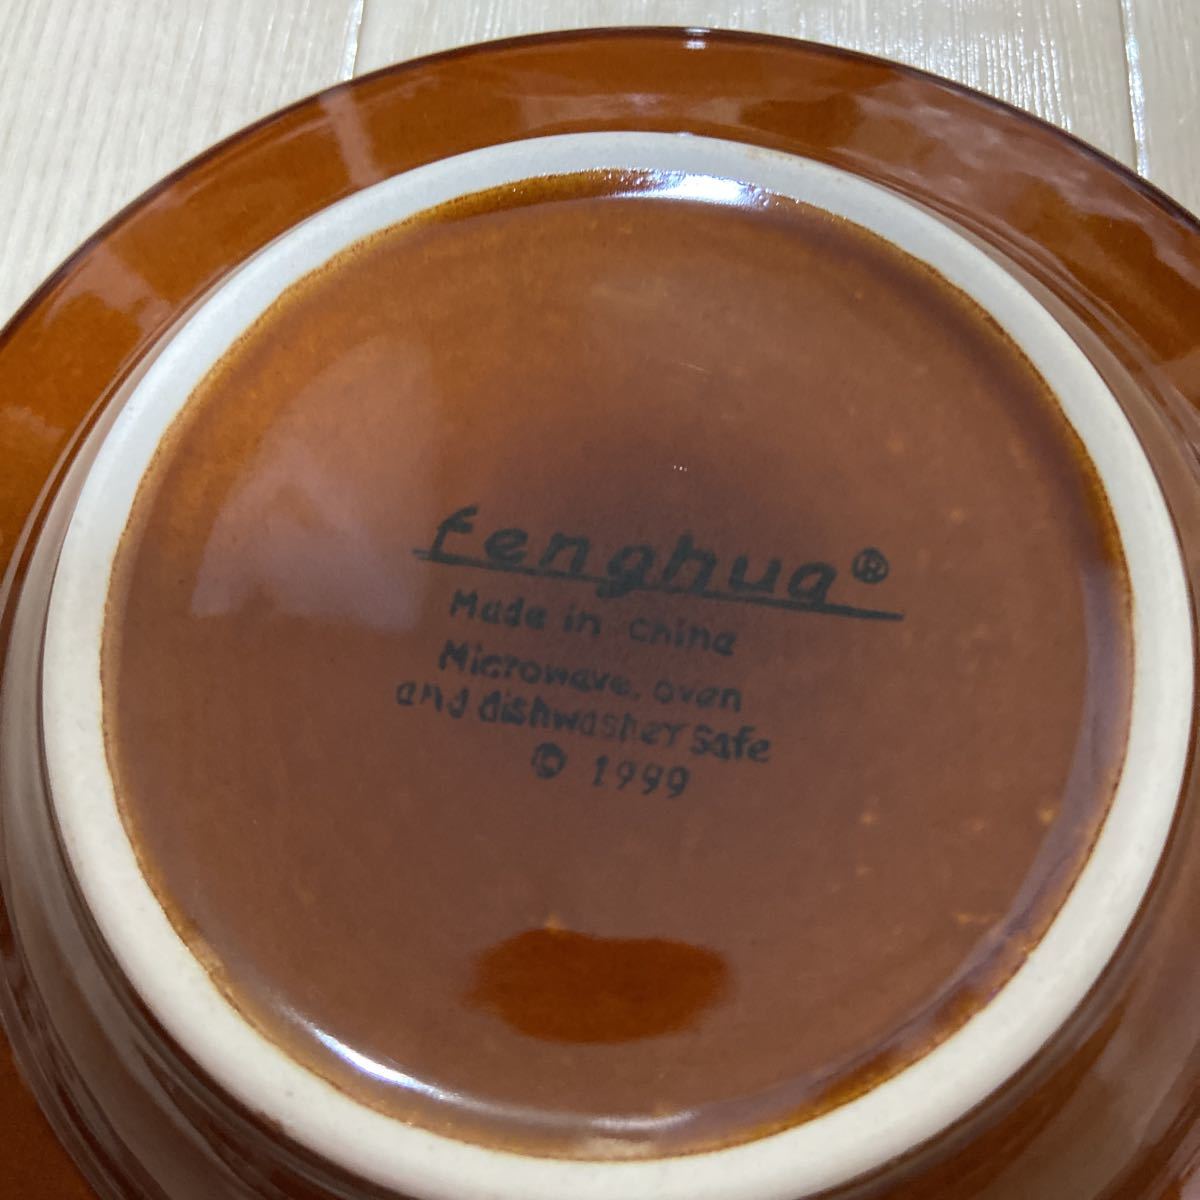 fenghua®
Made in china
Microwave, oven
and dishwasher safe
© 1999